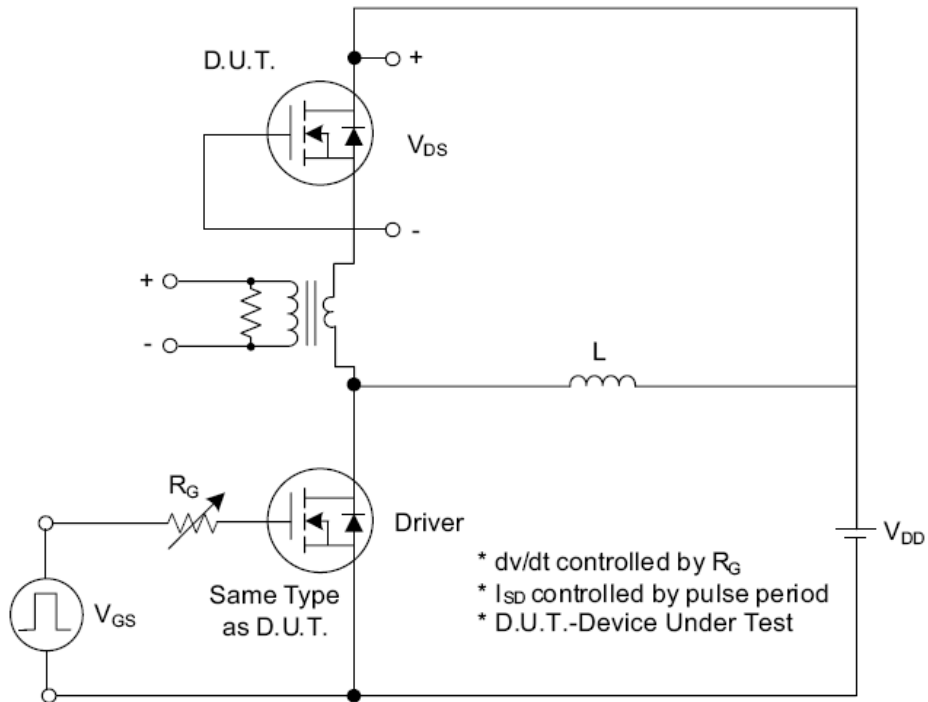 D.U.T.
+
V_DS
-
+
-
L
R_G
Driver
V_DD
V_GS
Same Type
as D.U.T.
* dv/dt controlled by R_G
* I_SD controlled by pulse period
* D.U.T.-Device Under Test